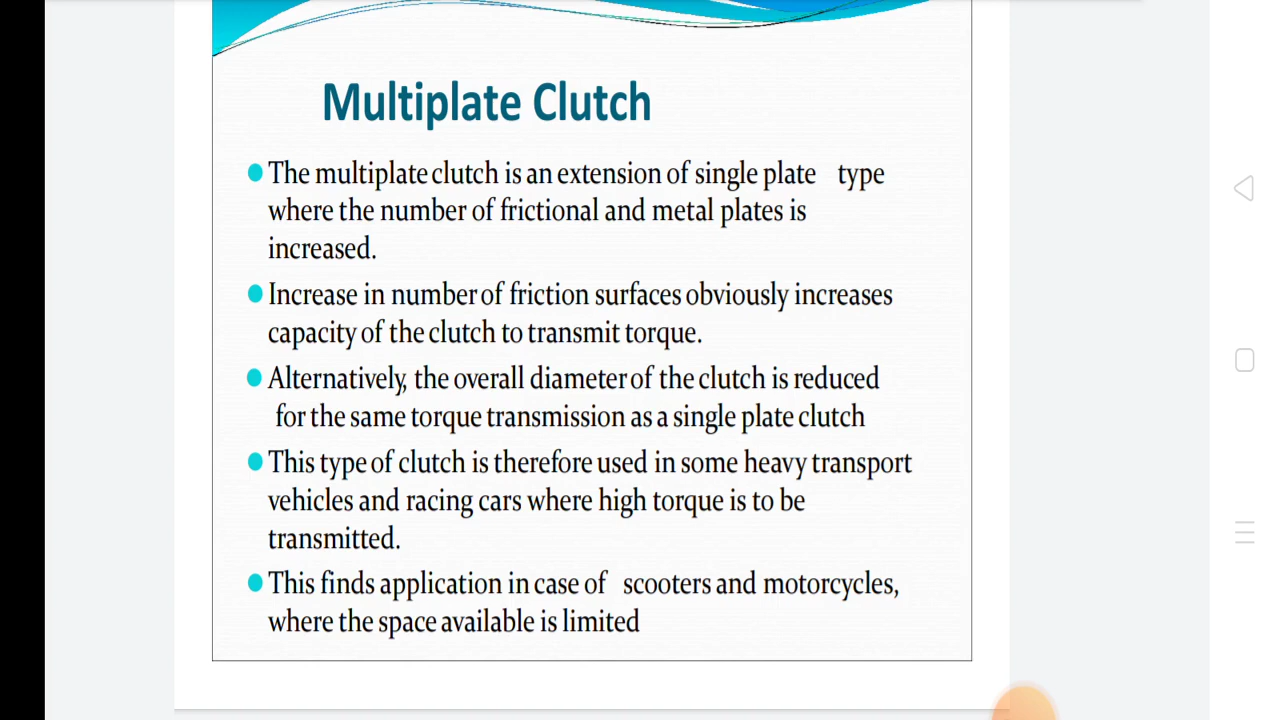 Multiplate Clutch
The multiplate clutch is an extension of single plate type
where the number of frictional and metal plates is
increased.
Increase in number of friction surfaces obviously increases
capacity of the clutch to transmit torque.
Alternatively, the overall diameter of the clutch is reduced
for the same torque transmission as a single plate clutch
This type of clutch is therefore used in some heavy transport
vehicles and racing cars where high torque is to be
transmitted.
This finds application in case of scooters and motorcycles,
where the space available is limited